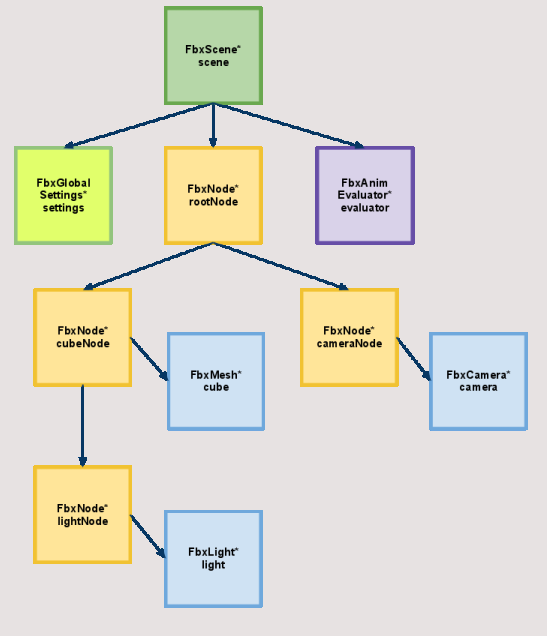 FbxScene*
scene
FbxGlobal
Settings*
settings
FbxNode*
rootNode
FbxAnim
Evaluator*
evaluator
FbxNode*
cubeNode
FbxMesh*
cube
FbxNode*
cameraNode
FbxCamera*
camera
FbxNode*
lightNode
FbxLight*
light